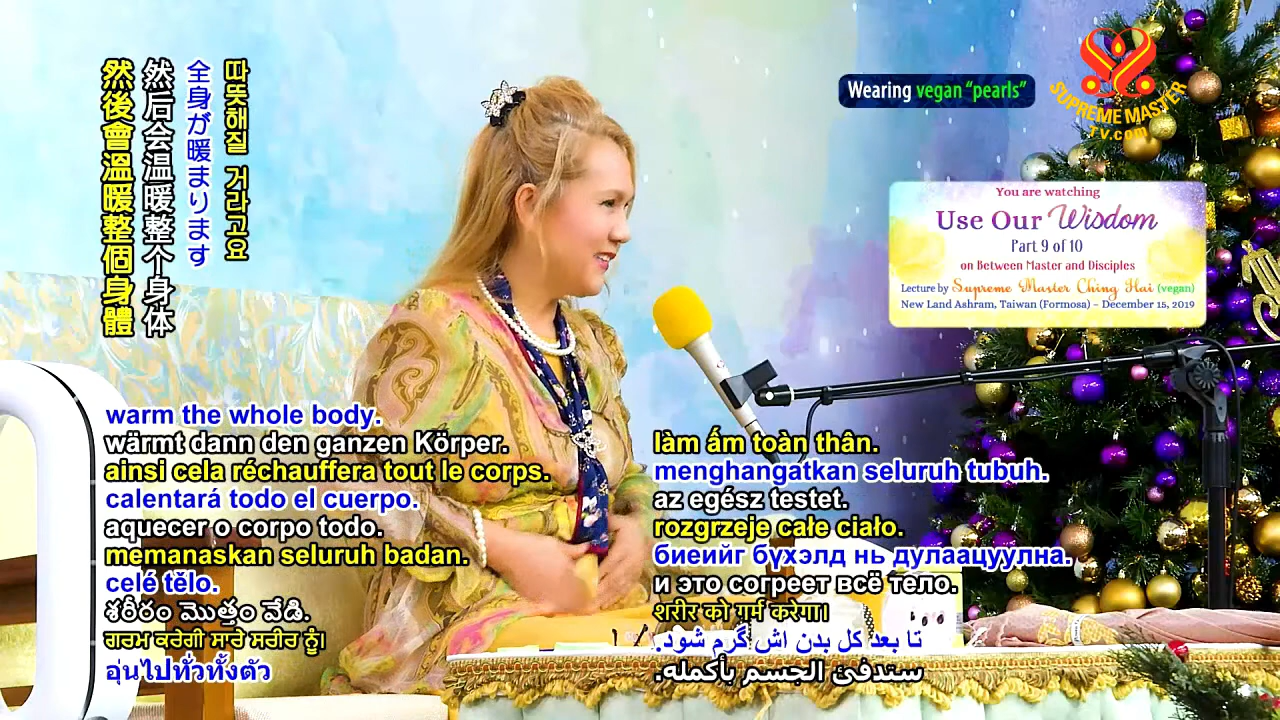 따뜻해질 거라고요
全身が暖まります
然后会温暖整个身体
然後會溫暖整個身體
Wearing vegan “pearls”
SUPREME MASTER
TV.com
You are watching
Use Our Wisdom
Part 9 of 10
on Between Master and Disciples
Lecture by Supreme Master Ching Hai (vegan)
New Land Ashram, Taiwan (Formosa) – December 15, 2019
warm the whole body.
wärmt dann den ganzen Körper.
ainsi cela réchauffera tout le corps.
calentará todo el cuerpo.
aquecer o corpo todo.
memanaskan seluruh badan.
celé tělo.
శరీరం మొత్తం వేడి.
ਗਰਮ ਕਰੇਗੀ ਸਾਰੇ ਸਰੀਰ ਨੂੰ।
อุ่นไปทั่วทั้งตัว
làm ấm toàn thân.
menghangatkan seluruh tubuh.
az egész testet.
rozgrzeje całe ciało.
биеийг бүхэлд нь дулаацуулна.
и это согреет всё тело.
शरीर को गर्म करेगा।
تا بعد کل بدن اش گرم شود.
ستدفئ الجسم بأكمله.